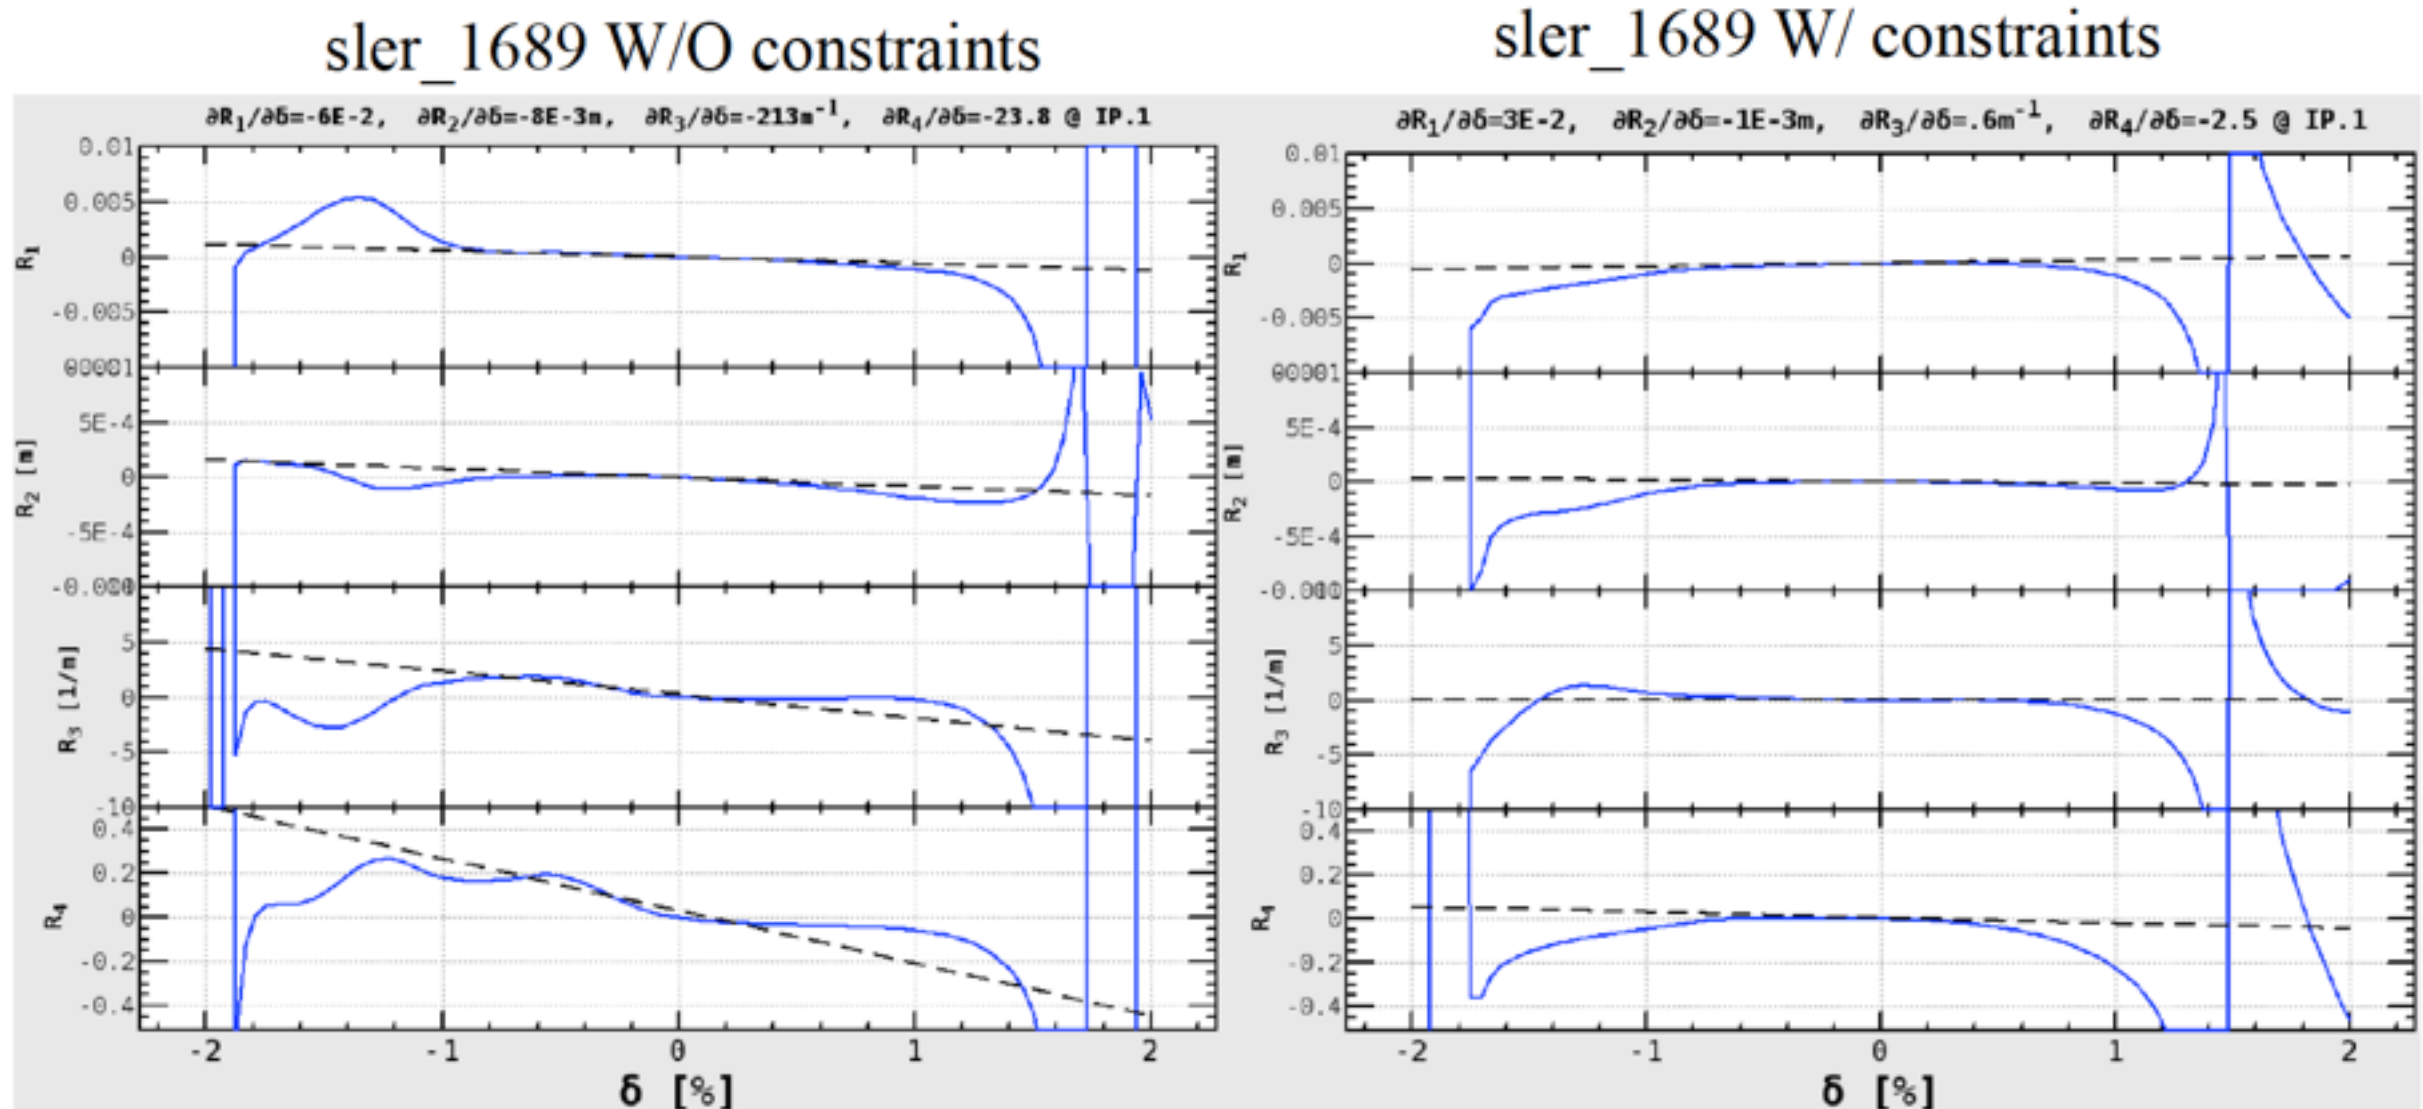 sler_1689 W/O constraints
∂R1/∂δ=-6E-2, ∂R2/∂δ=-8E-3m, ∂R3/∂δ=-213m-1, ∂R4/∂δ=-23.8 @ IP.1
0.01
0.005
0
-0.005
R1
5E-4
0
-5E-4
R2 [m]
5
0
-5
-10
R3 [1/m]
0.4
0.2
0
-0.2
-0.4
R4
-2 -1 0 1 2
δ [%]
sler_1689 W/ constraints
∂R1/∂δ=3E-2, ∂R2/∂δ=-1E-3m, ∂R3/∂δ=.6m-1, ∂R4/∂δ=-2.5 @ IP.1
0.01
0.005
0
-0.005
R1
5E-4
0
-5E-4
R2 [m]
5
0
-5
-10
R3 [1/m]
0.4
0.2
0
-0.2
-0.4
R4
-2 -1 0 1 2
δ [%]